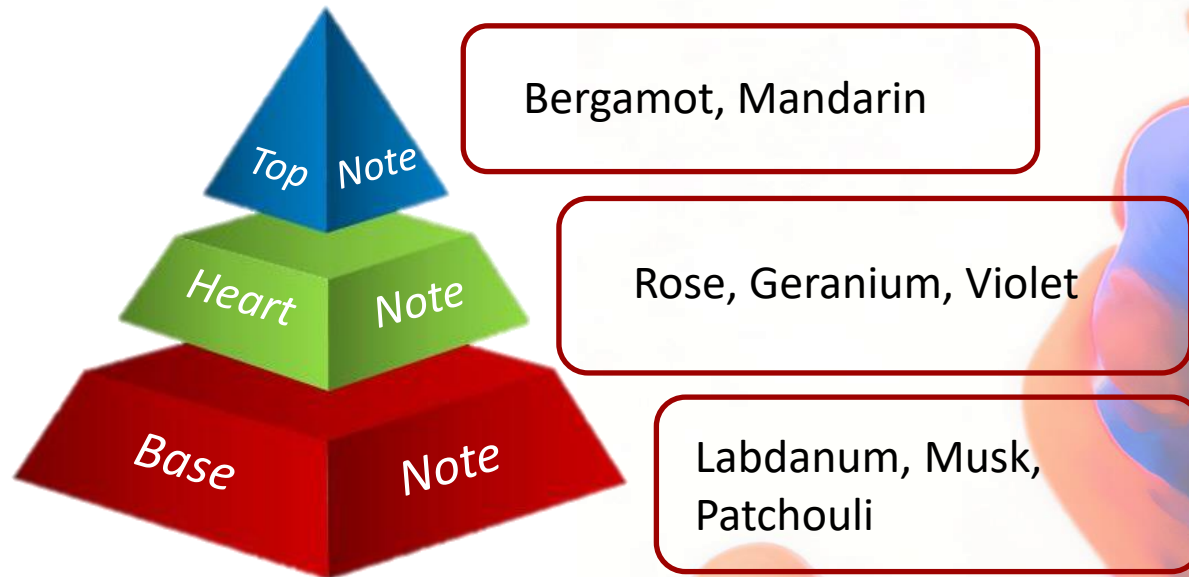 Top Note
Bergamot, Mandarin
Heart Note
Rose, Geranium, Violet
Base Note
Labdanum, Musk,
Patchouli